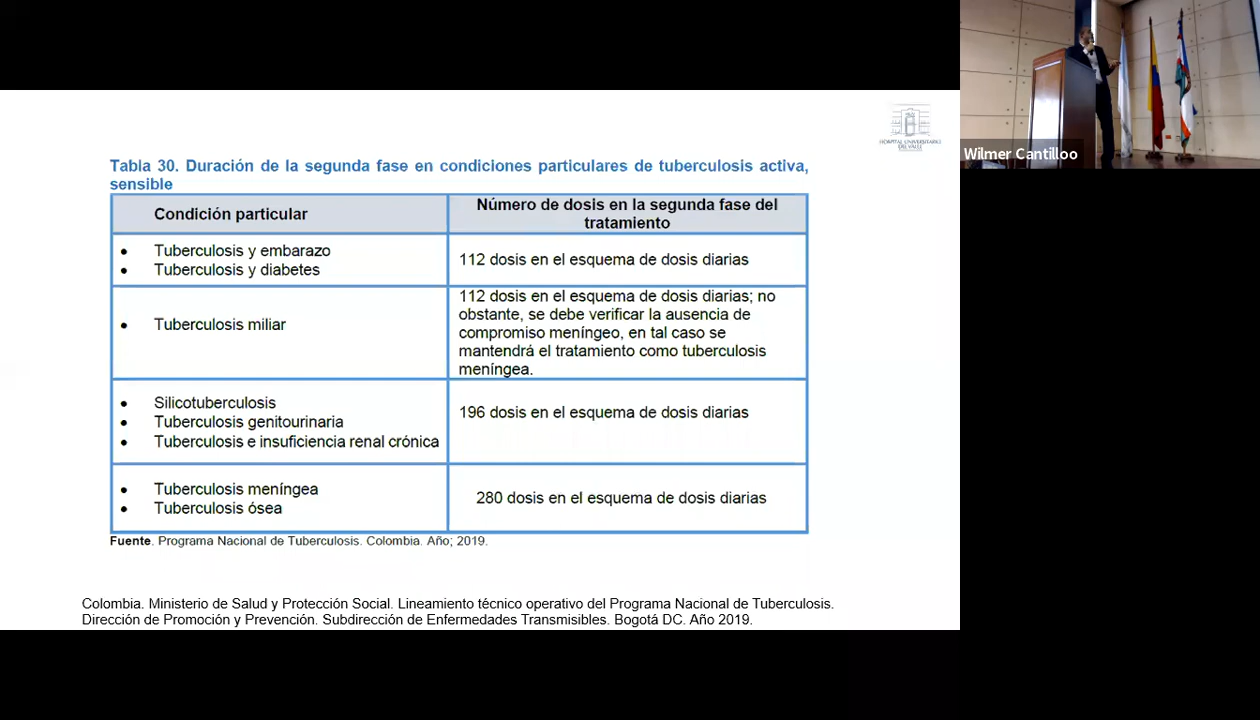 HOSPITAL UNIVERSITARIO
DEL VALLE
Wilmer Cantilloo
Tabla 30. Duración de la segunda fase en condiciones particulares de tuberculosis activa,
sensible
Condición particular
Número de dosis en la segunda fase del
tratamiento
• Tuberculosis y embarazo
• Tuberculosis y diabetes
112 dosis en el esquema de dosis diarias
• Tuberculosis miliar
112 dosis en el esquema de dosis diarias; no
obstante, se debe verificar la ausencia de
compromiso meníngeo, en tal caso se
mantendrá el tratamiento como tuberculosis
meníngea.
• Silicotuberculosis
• Tuberculosis genitourinaria
• Tuberculosis e insuficiencia renal crónica
196 dosis en el esquema de dosis diarias
• Tuberculosis meníngea
• Tuberculosis ósea
280 dosis en el esquema de dosis diarias
Fuente. Programa Nacional de Tuberculosis. Colombia. Año; 2019.
Colombia. Ministerio de Salud y Protección Social. Lineamiento técnico operativo del Programa Nacional de Tuberculosis.
Dirección de Promoción y Prevención. Subdirección de Enfermedades Transmisibles. Bogotá DC. Año 2019.